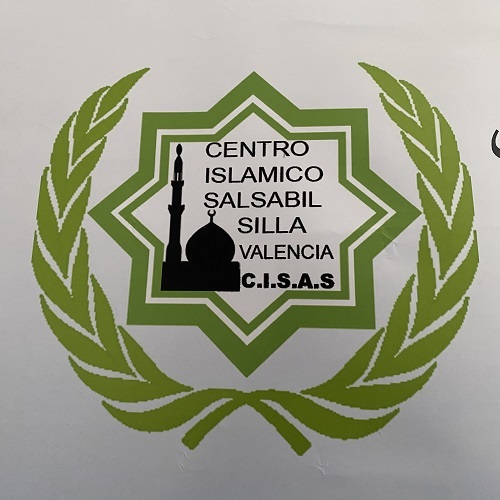 CENTRO
ISLAMICO
SALSABIL
SILLA
VALENCIA
C.I.S.A.S